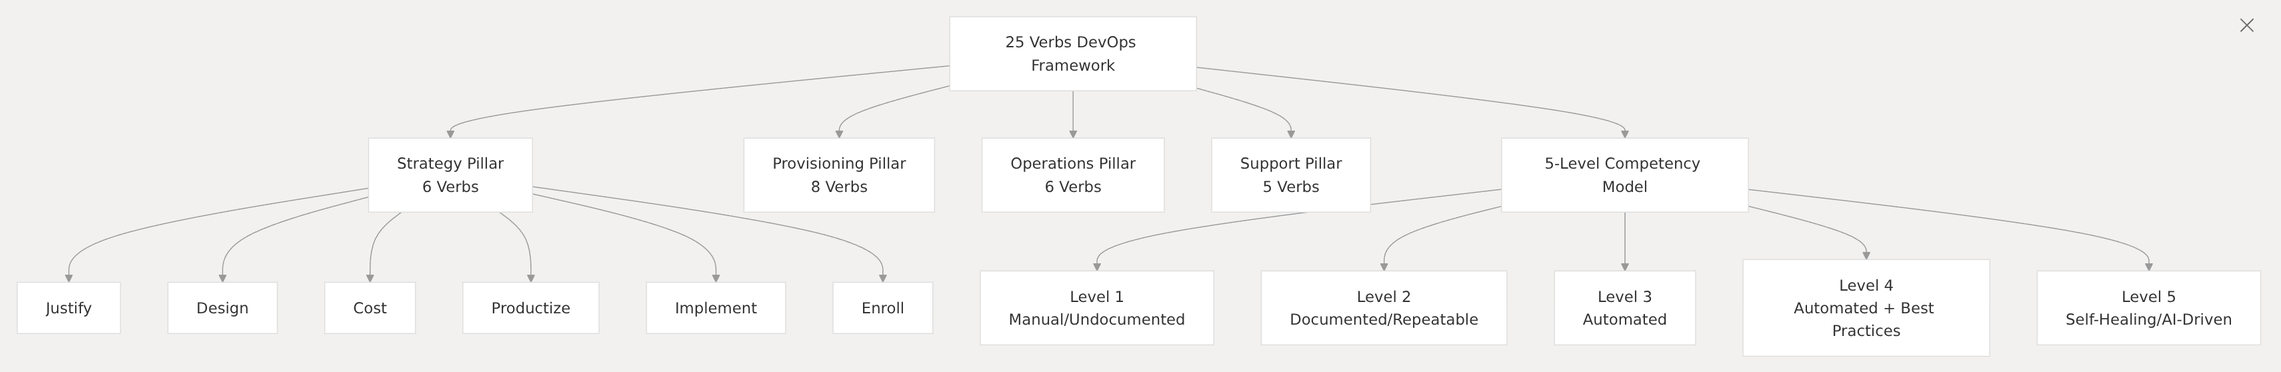 25 Verbs DevOps
Framework
Strategy Pillar
6 Verbs
Provisioning Pillar
8 Verbs
Operations Pillar
6 Verbs
Support Pillar
5 Verbs
5-Level Competency
Model
Justify
Design
Cost
Productize
Implement
Enroll
Level 1
Manual/Undocumented
Level 2
Documented/Repeatable
Level 3
Automated
Level 4
Automated + Best
Practices
Level 5
Self-Healing/AI-Driven